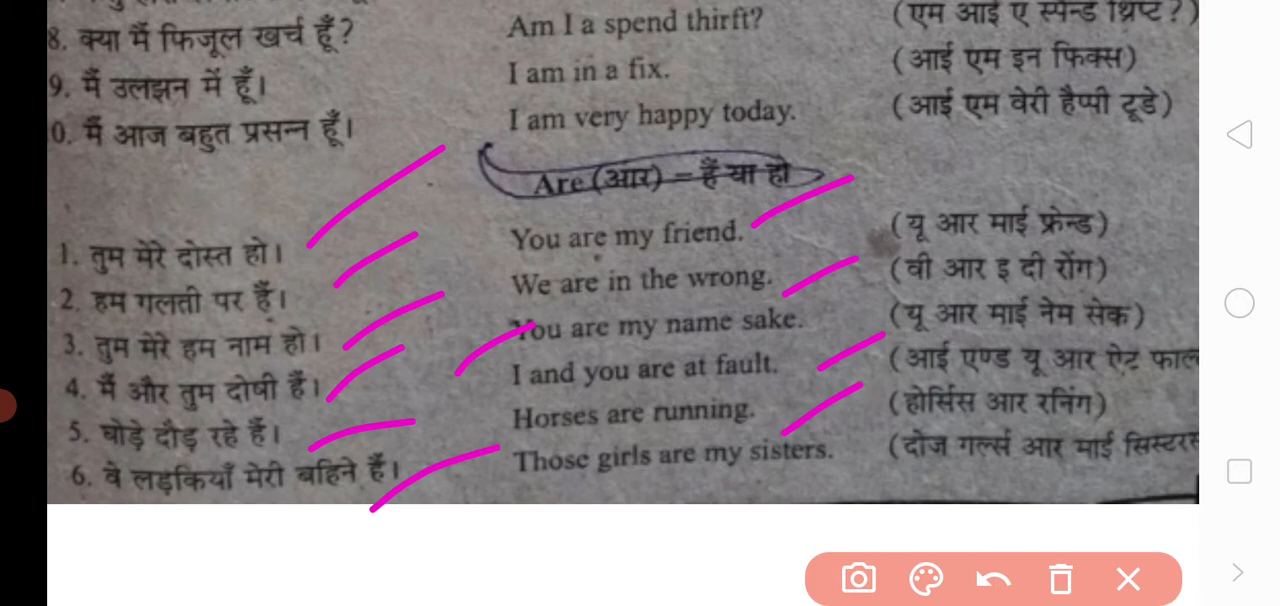 8. क्या मैं फिजूल खर्च हूँ? Am I a spend thirft? (एम आई ए स्पेन्ड थ्रिप्ट?)
9. मैं उलझन में हूँ। I am in a fix. (आई एम इन फिक्स)
0. मैं आज बहुत प्रसन्न हूँ। I am very happy today. (आई एम वेरी हैप्पी टूडे)
Are (आर) – हैं या हो
1. तुम मेरे दोस्त हो। You are my friend. (यू आर माई फ्रेन्ड)
2. हम गलती पर हैं। We are in the wrong. (वी आर इ दी रोंग)
3. तुम मेरे हम नाम हो। You are my name sake. (यू आर माई नेम सेक)
4. मैं और तुम दोषी हैं। I and you are at fault. (आई एण्ड यू आर ऐट फाल
5. घोड़े दौड़ रहे हैं। Horses are running. (होर्सिस आर रनिंग)
6. वे लड़कियाँ मेरी बहिने हैं। Those girls are my sisters. (दोज गर्ल्स आर माई सिस्टरस